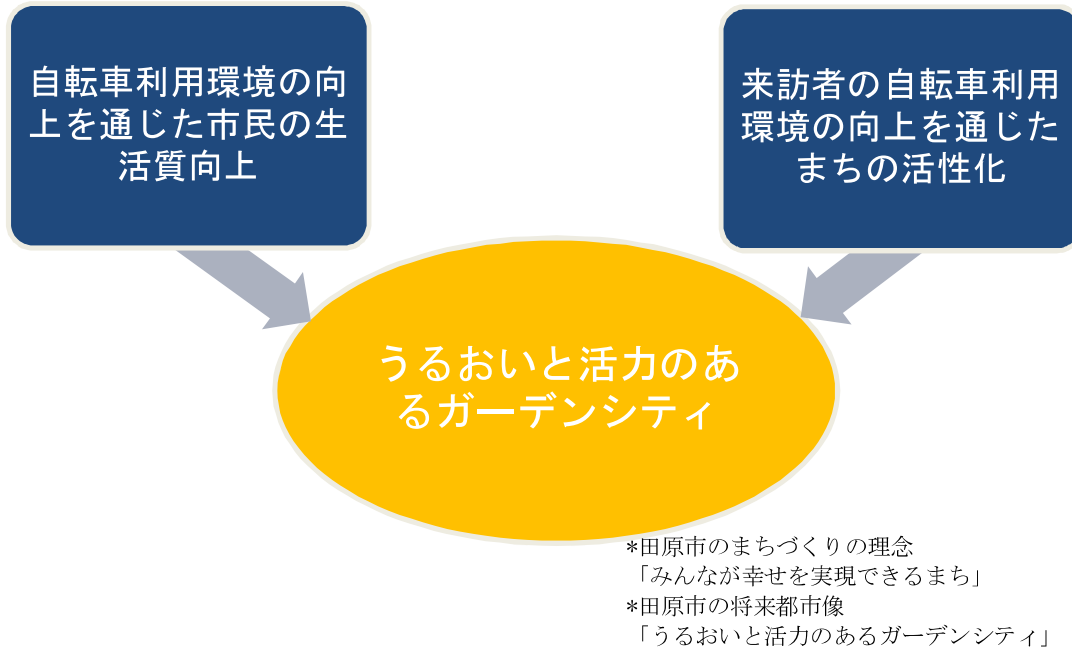 自転車利用環境の向
上を通じた市民の生
活質向上
来訪者の自転車利用
環境の向上を通じた
まちの活性化
うるおいと活力のあ
るガーデンシティ
*田原市のまちづくりの理念
「みんなが幸せを実現できるまち」
*田原市の将来都市像
「うるおいと活力のあるガーデンシティ」